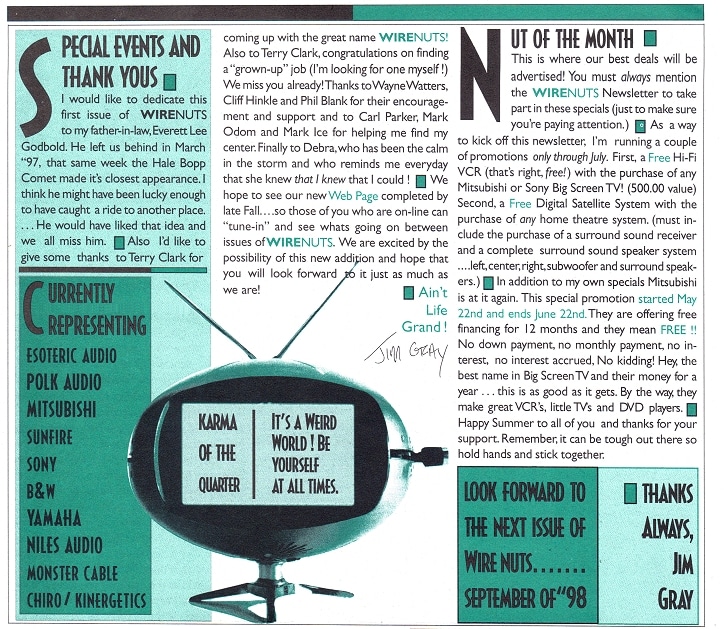 SPECIAL EVENTS AND
THANK YOUS
I would like to dedicate this
first issue of WIRENUTS
to my father-in-law, Everett Lee
Godbold. He left us behind in March
"97, that same week the Hale Bopp
Comet made it's closest appearance. I
think he might have been lucky enough
to have caught a ride to another place.
... He would have liked that idea and
we all miss him. Also I'd like to
give some thanks to Terry Clark for
coming up with the great name WIRENUTS!
Also to Terry Clark, congratulations on finding
a "grown-up" job (I'm looking for one myself!)
We miss you already! Thanks to Wayne Watters,
Cliff Hinkle and Phil Blank for their encourage-
ment and support and to Carl Parker, Mark
Odom and Mark Ice for helping me find my
center. Finally to Debra, who has been the calm
in the storm and who reminds me everyday
that she knew that I knew that I could ! We
hope to see our new Web Page completed by
late Fall....so those of you who are on-line can
"tune-in" and see whats going on between
issues of WIRENUTS. We are excited by the
possibility of this new addition and hope that
you will look forward to it just as much as
we are!
Ain't
Life
Grand !
Jim Gray
CURRENTLY
REPRESENTING
ESOTERIC AUDIO
POLK AUDIO
MITSUBISHI
SUNFIRE
SONY
B&W
YAMAHA
NILES AUDIO
MONSTER CABLE
CHIRO / KINERGETICS
KARMA
OF THE
QUARTER
IT'S A WEIRD
WORLD ! BE
YOURSELF
AT ALL TIMES.
NUT OF THE MONTH
This is where our best deals will be
advertised! You must always mention
the WIRENUTS Newsletter to take
part in these specials (just to make sure
you're paying attention.) As a way
to kick off this newsletter, I'm running a couple
of promotions only through July. First, a Free Hi-Fi
VCR (that's right, free!) with the purchase of any
Mitsubishi or Sony Big Screen TV! (500.00 value)
Second, a Free Digital Satellite System with the
purchase of any home theatre system. (must in-
clude the purchase of a surround sound receiver
and a complete surround sound speaker system
....left, center, right, subwoofer and surround speak-
ers.) In addition to my own specials Mitsubishi
is at it again. This special promotion started May
22nd and ends June 22nd. They are offering free
financing for 12 months and they mean FREE !!
No down payment, no monthly payment, no in-
terest, no interest accrued, No kidding! Hey, the
best name in Big Screen TV and their money for a
year ... this is as good as it gets. By the way, they
make great VCR's, little TVs and DVD players.
Happy Summer to all of you and thanks for your
support. Remember, it can be tough out there so
hold hands and stick together.
LOOK FORWARD TO
THE NEXT ISSUE OF
WIRE NUTS.......
SEPTEMBER OF"98
THANKS
ALWAYS,
JIM
GRAY